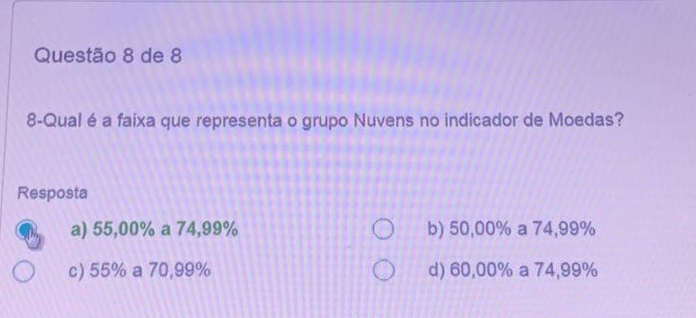 Questão 8 de 8
8-Qual é a faixa que representa o grupo Nuvens no indicador de Moedas?
Resposta
a) 55,00% a 74,99%
b) 50,00% a 74,99%
c) 55% a 70,99%
d) 60,00% a 74,99%